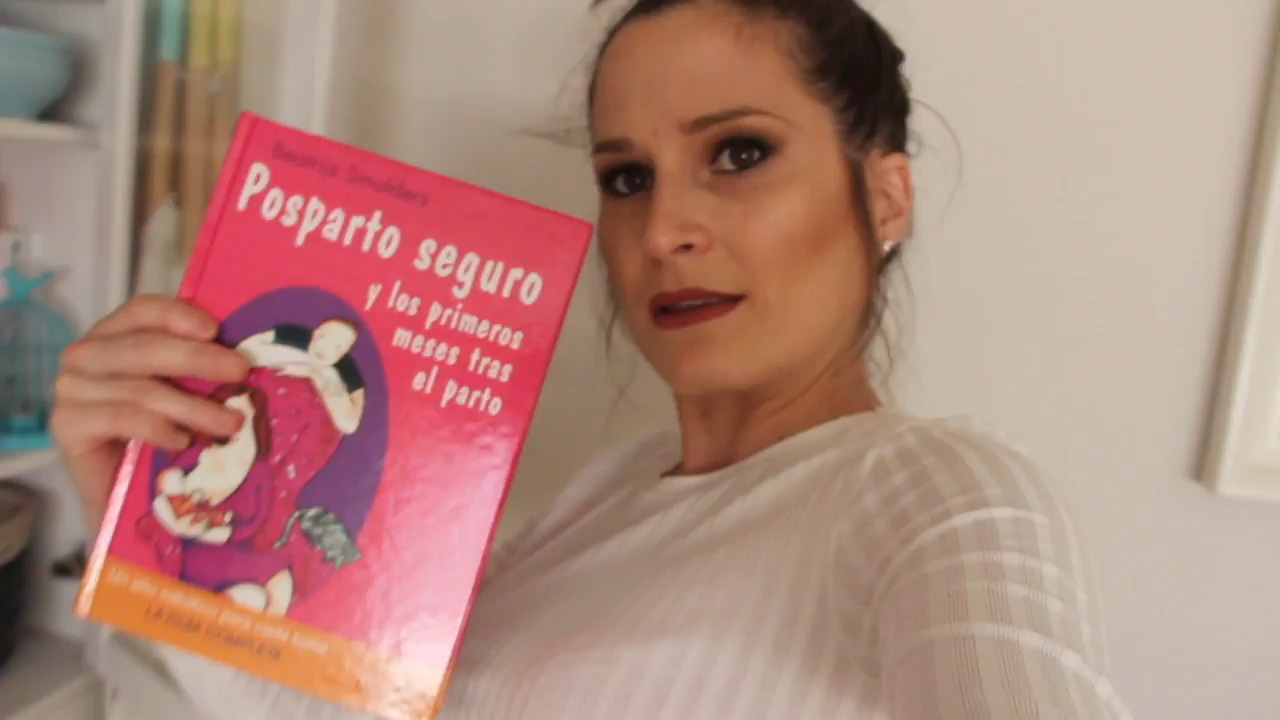 Beatrijs Smulders
Posparto seguro
y los primeros
meses tras
el parto
LA GUÍA COMPLETA